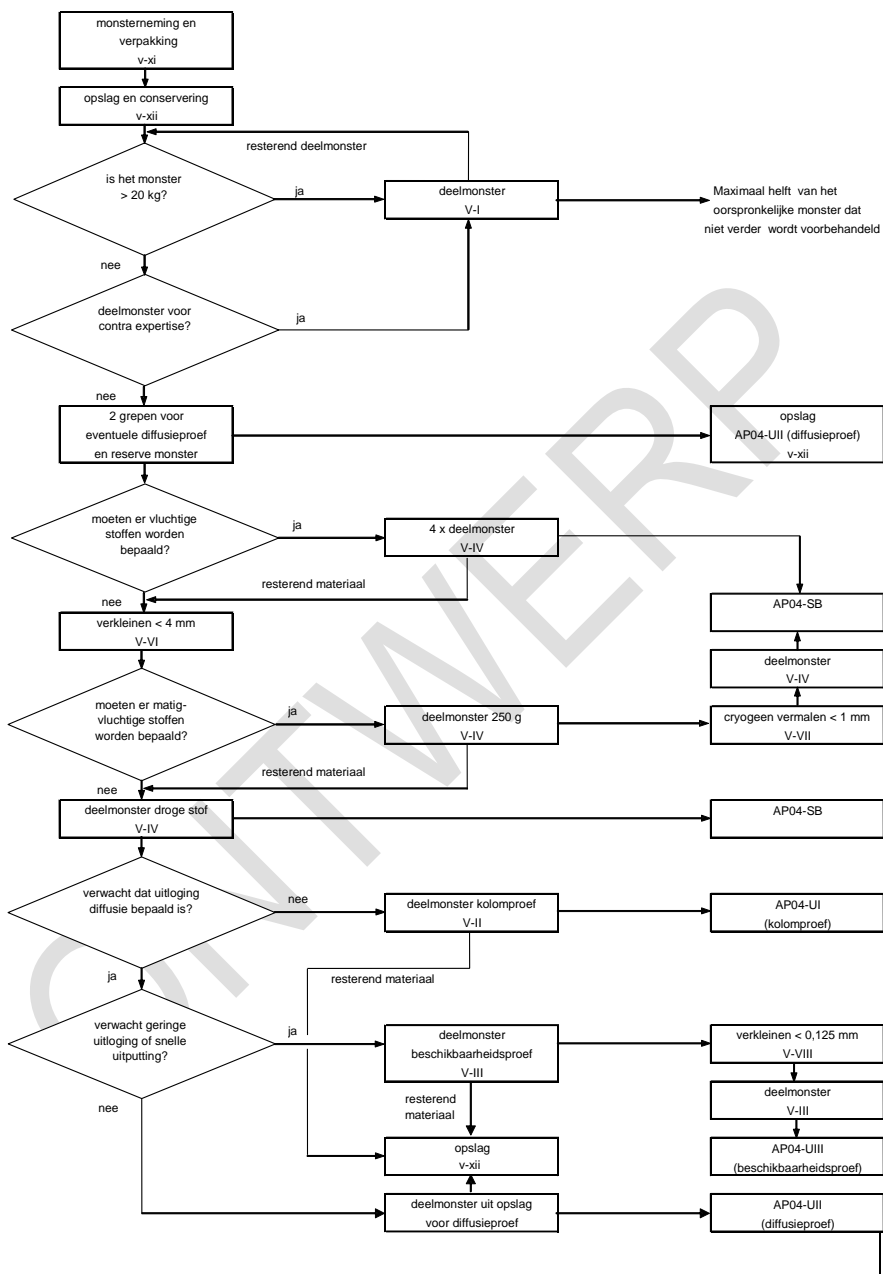 monsterneming en
verpakking
v-xi
opslag en conservering
v-xii
resterend deelmonster
is het monster
> 20 kg?
ja
deelmonster
V-I
Maximaal helft van het
oorspronkelijke monster dat
niet verder wordt voorbehandeld
nee
deelmonster voor
contra expertise?
ja
nee
2 grepen voor
eventuele diffusieproef
en reserve monster
opslag
AP04-UII (diffusieproef)
v-xii
moeten er vluchtige
stoffen worden
bepaald?
ja
4 x deelmonster
V-IV
resterend materiaal
nee
AP04-SB
verkleinen < 4 mm
V-VI
deelmonster
V-IV
moeten er matig-
vluchtige stoffen
worden bepaald?
ja
deelmonster 250 g
V-IV
cryogeen vermalen < 1 mm
V-VII
resterend materiaal
nee
deelmonster droge stof
V-IV
AP04-SB
verwacht dat uitloging
diffusie bepaald is?
nee
deelmonster kolomproef
V-II
AP04-UI
(kolomproef)
ja
resterend materiaal
verwacht geringe
uitloging of snelle
uitputting?
ja
deelmonster
beschikbaarheidsproef
V-III
verkleinen < 0,125 mm
V-VIII
nee
resterend
materiaal
deelmonster
V-III
opslag
v-xii
AP04-UIII
(beschikbaarheidsproef)
deelmonster uit opslag
voor diffusieproef
AP04-UII
(diffusieproef)
ONTWERP